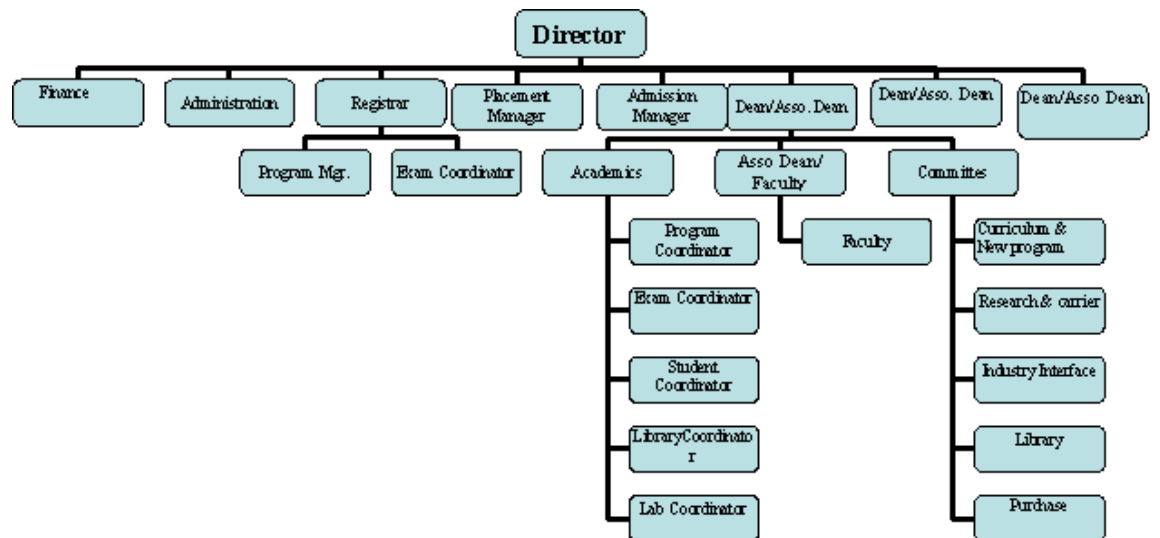 Director
Finance
Administration
Registrar
Placement
Manager
Admission
Manager
Dean/Asso. Dean
Dean/Asso. Dean
Dean/Asso Dean
Program Mgr.
Exam Coordinator
Academics
Asso Dean/
Faculty
Committes
Program
Coordinator
Exam Coordinator
Student
Coordinator
LibraryCoordinato
r
Lab Coordinator
Faculty
Curriculum &
New program
Research & carrier
Industry Interface
Library
Purchase